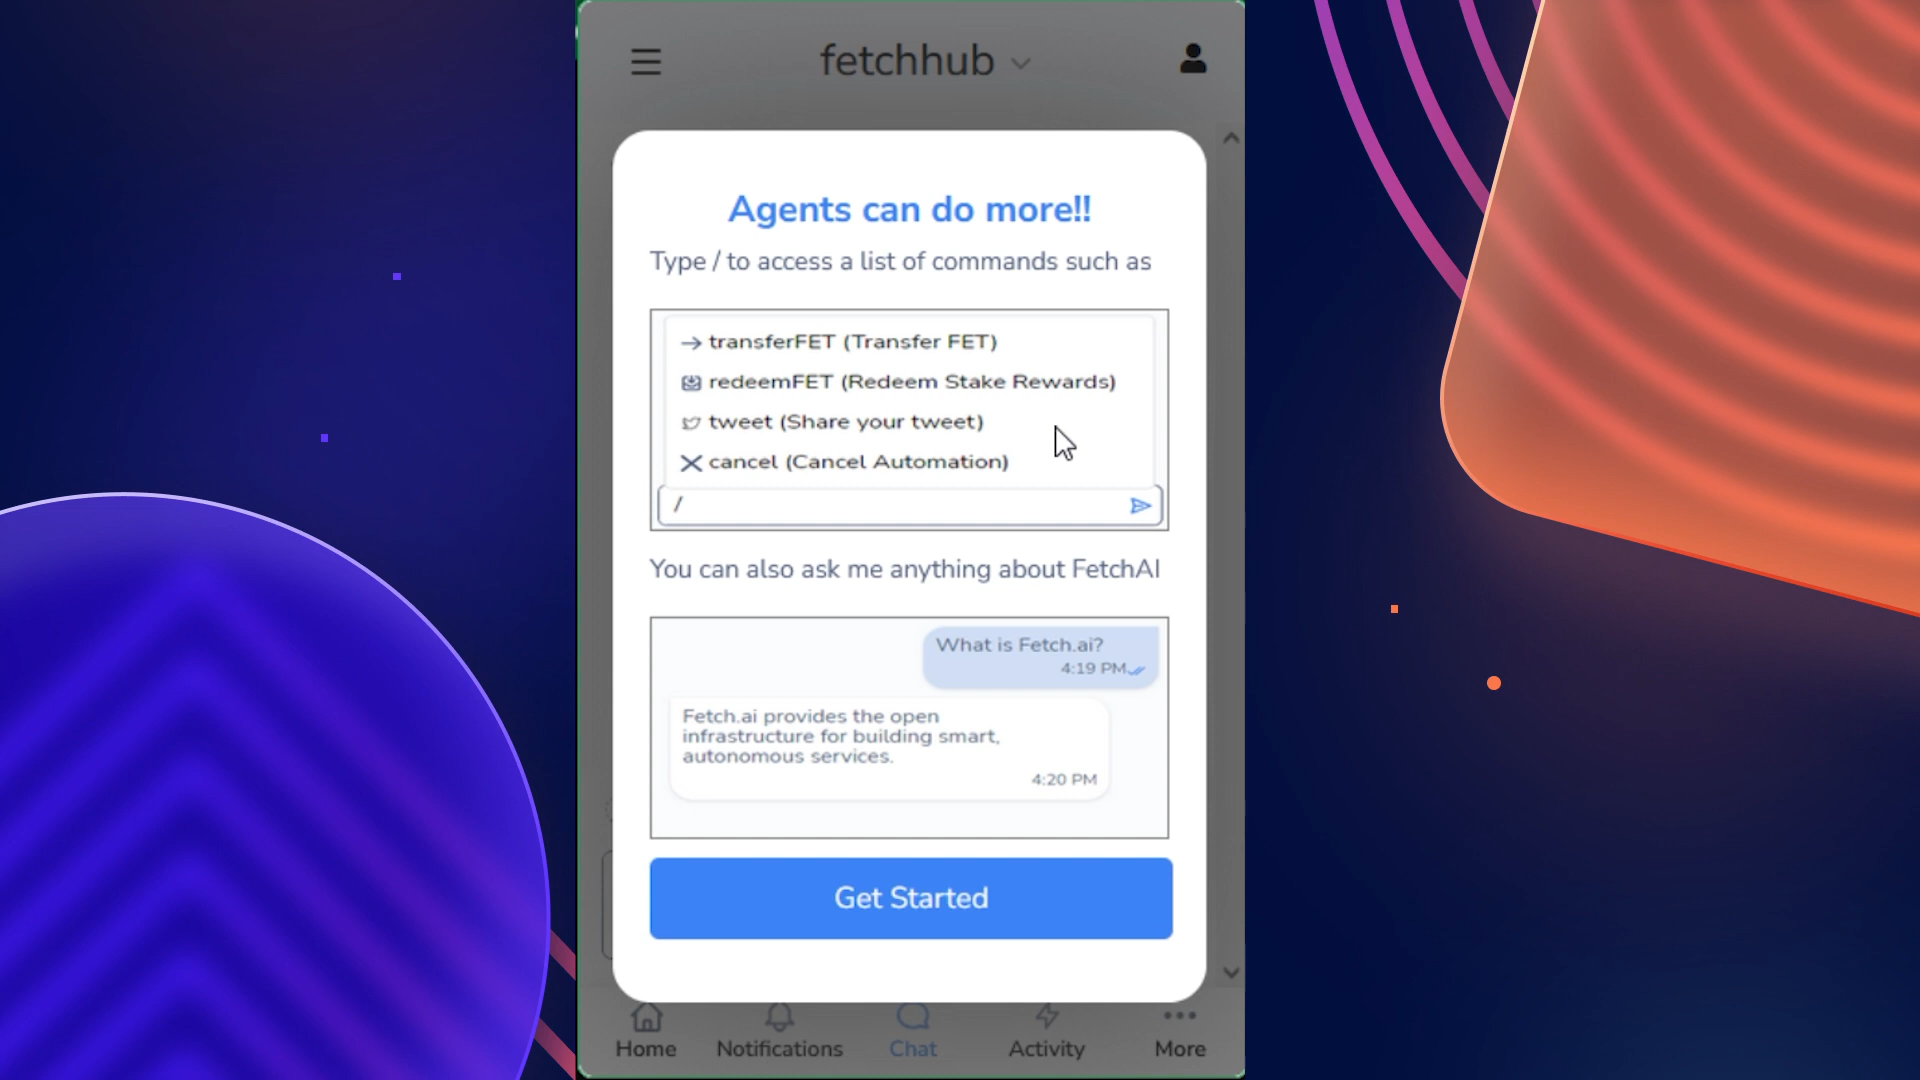 fetchhub
Agents can do more!!
Type / to access a list of commands such as
transferFET (Transfer FET)
redeemFET (Redeem Stake Rewards)
tweet (Share your tweet)
cancel (Cancel Automation)
/
You can also ask me anything about FetchAI
What is Fetch.ai?
4:19 PM
Fetch.ai provides the open
infrastructure for building smart,
autonomous services.
4:20 PM
Get Started
Home Notifications Chat Activity More